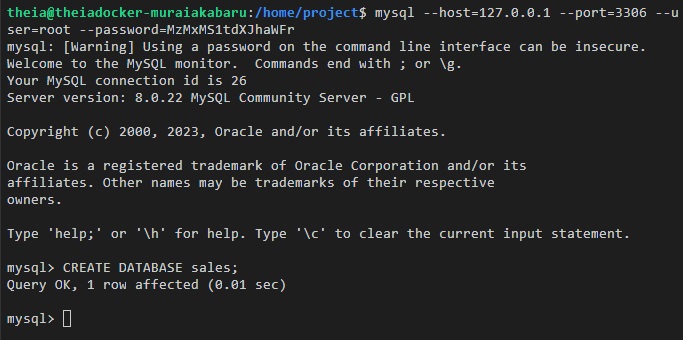 theia@theiadocker-muraiakabaru:/home/project$ mysql --host=127.0.0.1 --port=3306 --u
ser=root --password=MzMxMS1tdXJhaWFr
mysql: [Warning] Using a password on the command line interface can be insecure.
Welcome to the MySQL monitor.  Commands end with ; or \g.
Your MySQL connection id is 26
Server version: 8.0.22 MySQL Community Server - GPL
Copyright (c) 2000, 2023, Oracle and/or its affiliates.
Oracle is a registered trademark of Oracle Corporation and/or its
affiliates. Other names may be trademarks of their respective
owners.
Type 'help;' or '\h' for help. Type '\c' to clear the current input statement.
mysql> CREATE DATABASE sales;
Query OK, 1 row affected (0.01 sec)
mysql>